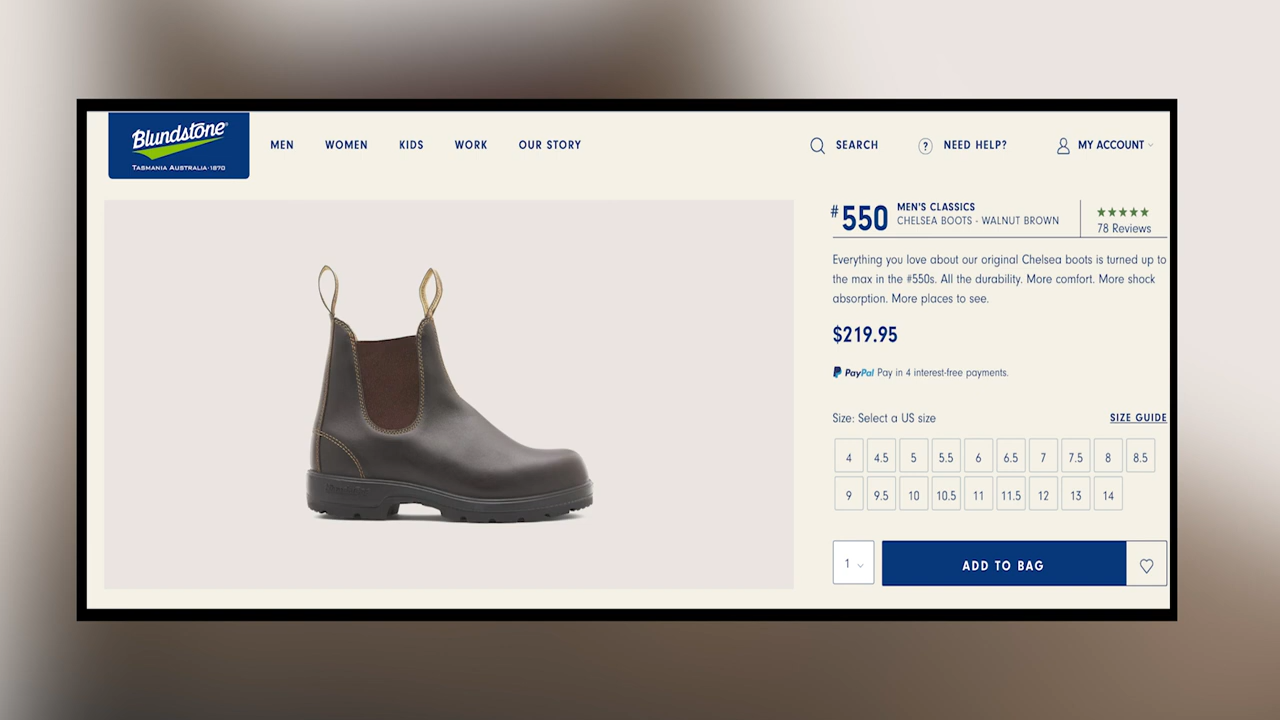 Blundstone®
TASMANIA AUSTRALIA·1870
MEN
WOMEN
KIDS
WORK
OUR STORY
SEARCH
? NEED HELP?
MY ACCOUNT
#550
MEN'S CLASSICS
CHELSEA BOOTS - WALNUT BROWN
78 Reviews
Everything you love about our original Chelsea boots is turned up to
the max in the #550s. All the durability. More comfort. More shock
absorption. More places to see.
$219.95
PayPal Pay in 4 interest-free payments.
Size: Select a US size
SIZE GUIDE
4 4.5 5 5.5 6 6.5 7 7.5 8 8.5
9 9.5 10 10.5 11 11.5 12 13 14
1
ADD TO BAG